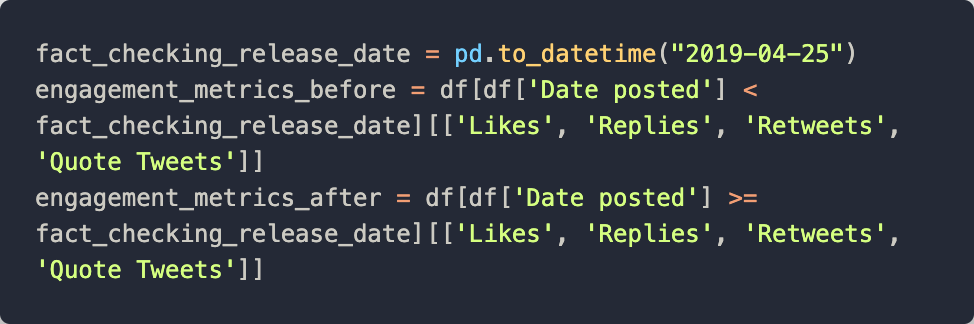 fact_checking_release_date = pd.to_datetime("2019-04-25")
engagement_metrics_before = df[df['Date posted'] <
fact_checking_release_date][['Likes', 'Replies', 'Retweets',
'Quote Tweets']]
engagement_metrics_after = df[df['Date posted'] >=
fact_checking_release_date][['Likes', 'Replies', 'Retweets',
'Quote Tweets']]